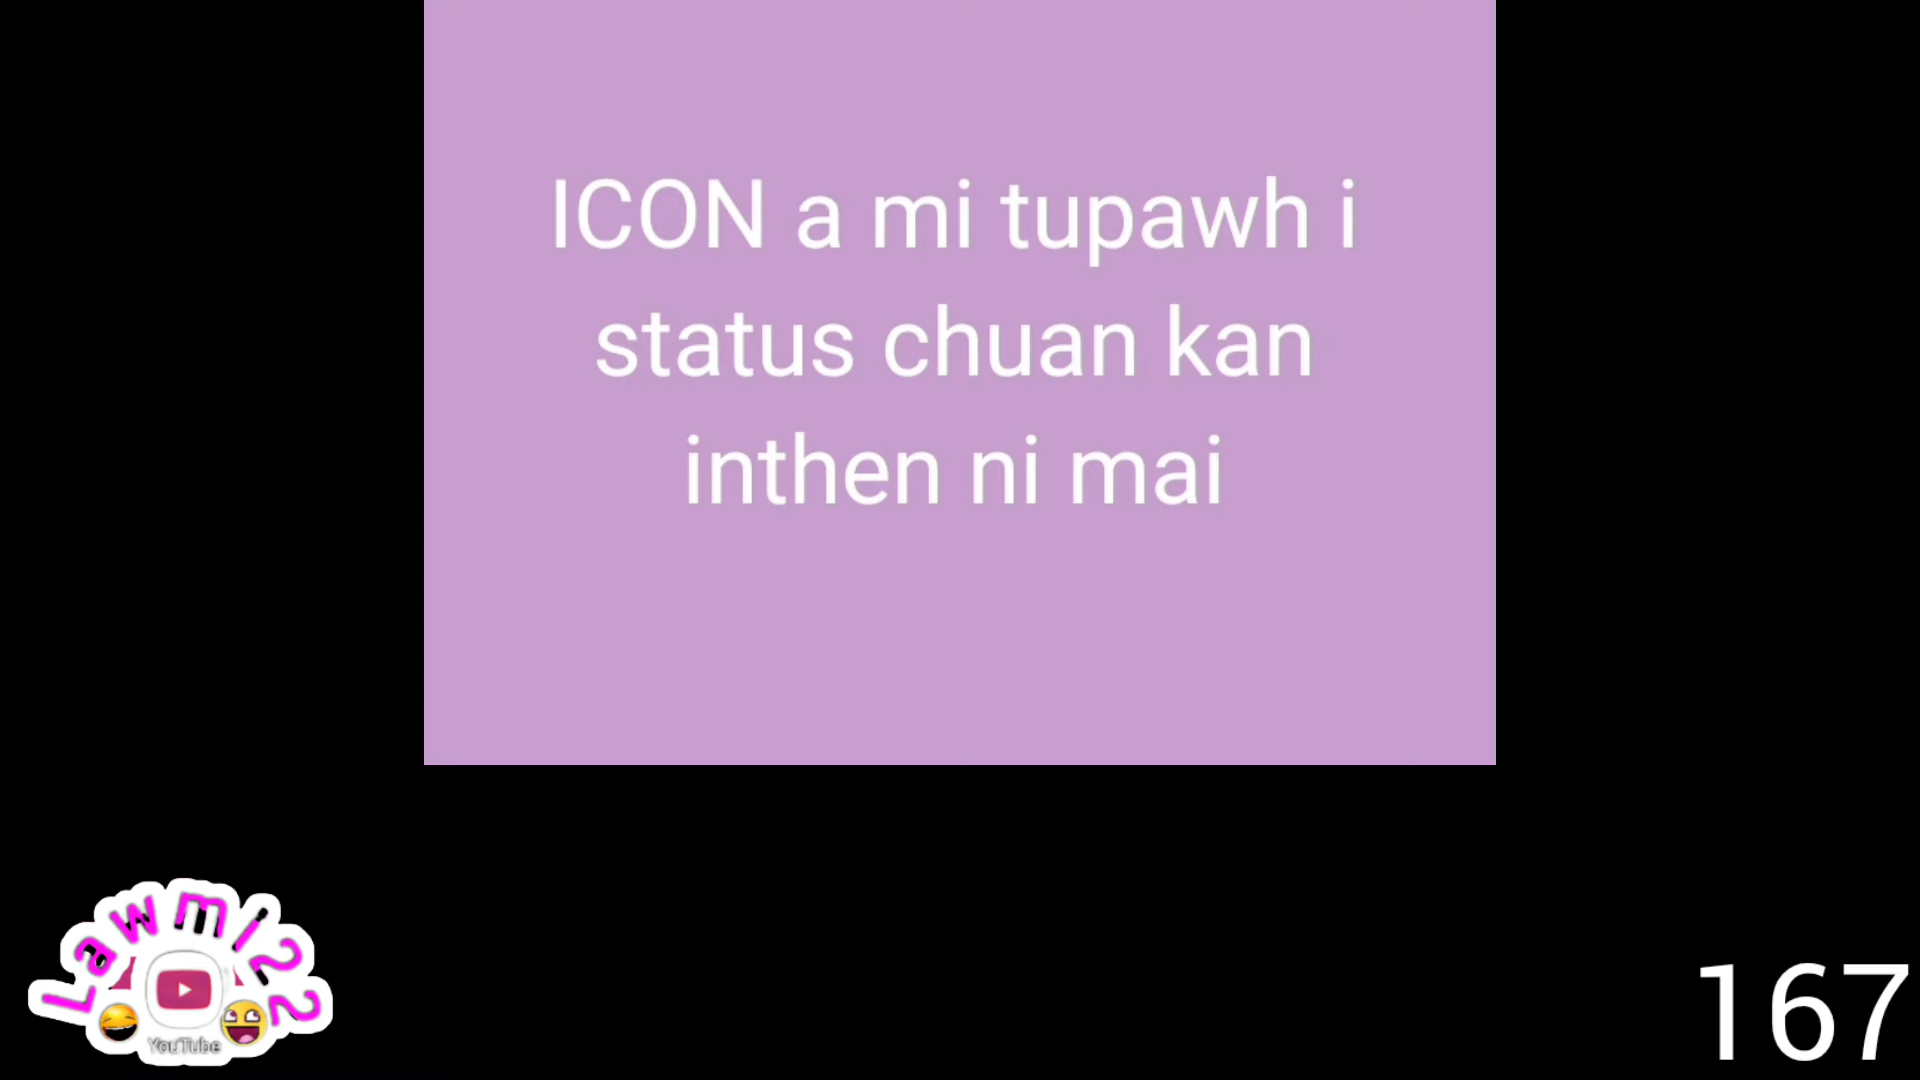 ICON a mi tupawh i
status chuan kan
inthen ni mai
Lawmi22
YouTube
167